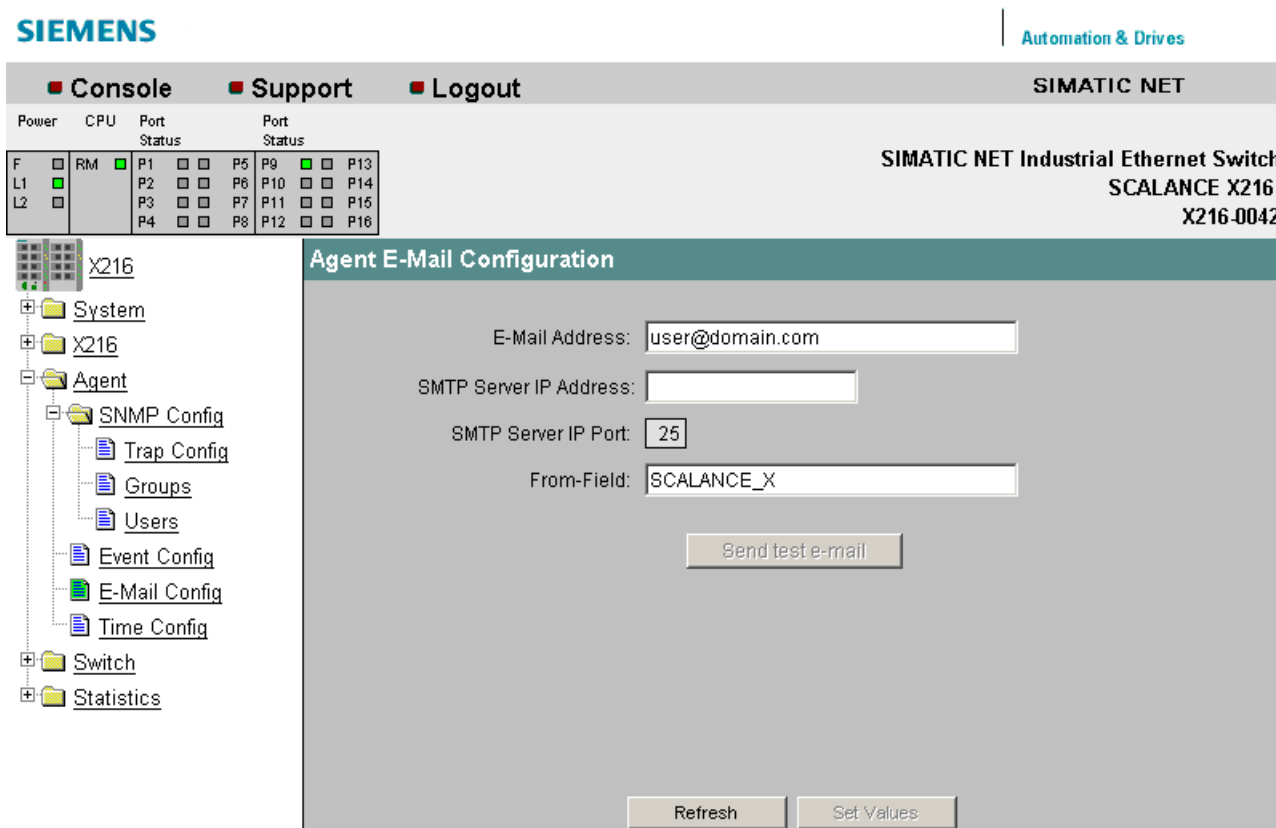 SIEMENS
Automation & Drives
Console Support Logout SIMATIC NET
Power CPU Port Status Port Status
F RM P1 P5 P9 P13
L1 P2 P6 P10 P14
L2 P3 P7 P11 P15
P4 P8 P12 P16
SIMATIC NET Industrial Ethernet Switch
SCALANCE X216
X216-0042
X216
System
X216
Agent
SNMP Config
Trap Config
Groups
Users
Event Config
E-Mail Config
Time Config
Switch
Statistics
Agent E-Mail Configuration
E-Mail Address: user@domain.com
SMTP Server IP Address:
SMTP Server IP Port: 25
From-Field: SCALANCE_X
Send test e-mail
Refresh Set Values